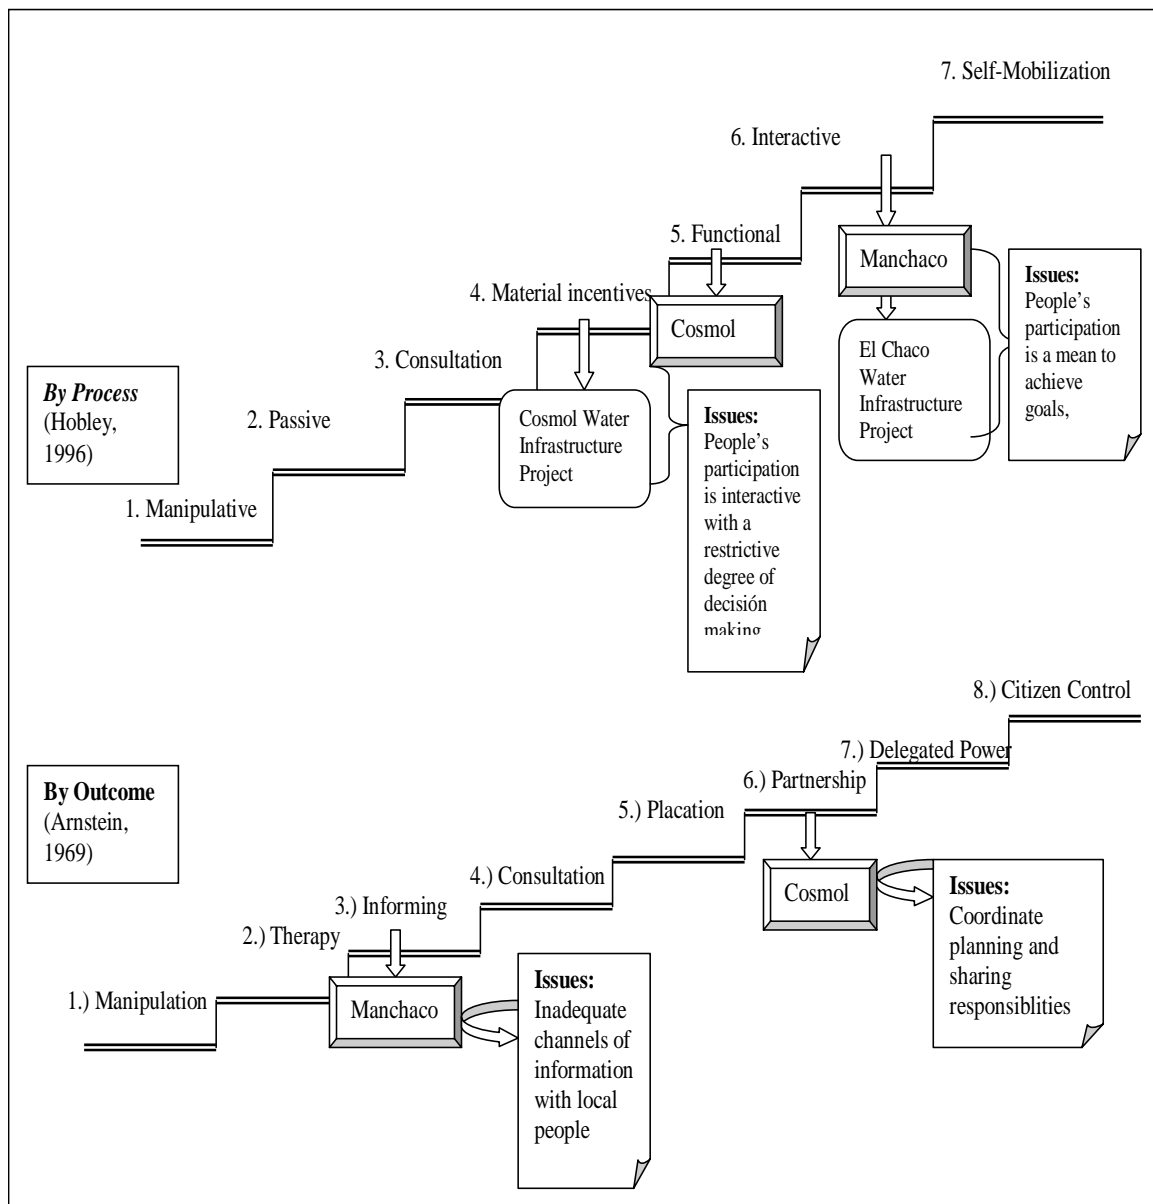 7. Self-Mobilization
6. Interactive
5. Functional
4. Material incentives
3. Consultation
2. Passive
1. Manipulative
By Process
(Hobley,
1996)
Manchaco
El Chaco
Water
Infrastructure
Project
Issues:
People’s
participation
is a mean to
achieve
goals,
Cosmol
Cosmol Water
Infrastructure
Project
Issues:
People’s
participation
is interactive
with a
restrictive
degree of
decisión
making
8.) Citizen Control
7.) Delegated Power
6.) Partnership
5.) Placation
4.) Consultation
3.) Informing
2.) Therapy
1.) Manipulation
By Outcome
(Arnstein,
1969)
Cosmol
Issues:
Coordinate
planning and
sharing
responsiblities
Manchaco
Issues:
Inadequate
channels of
information
with local
people